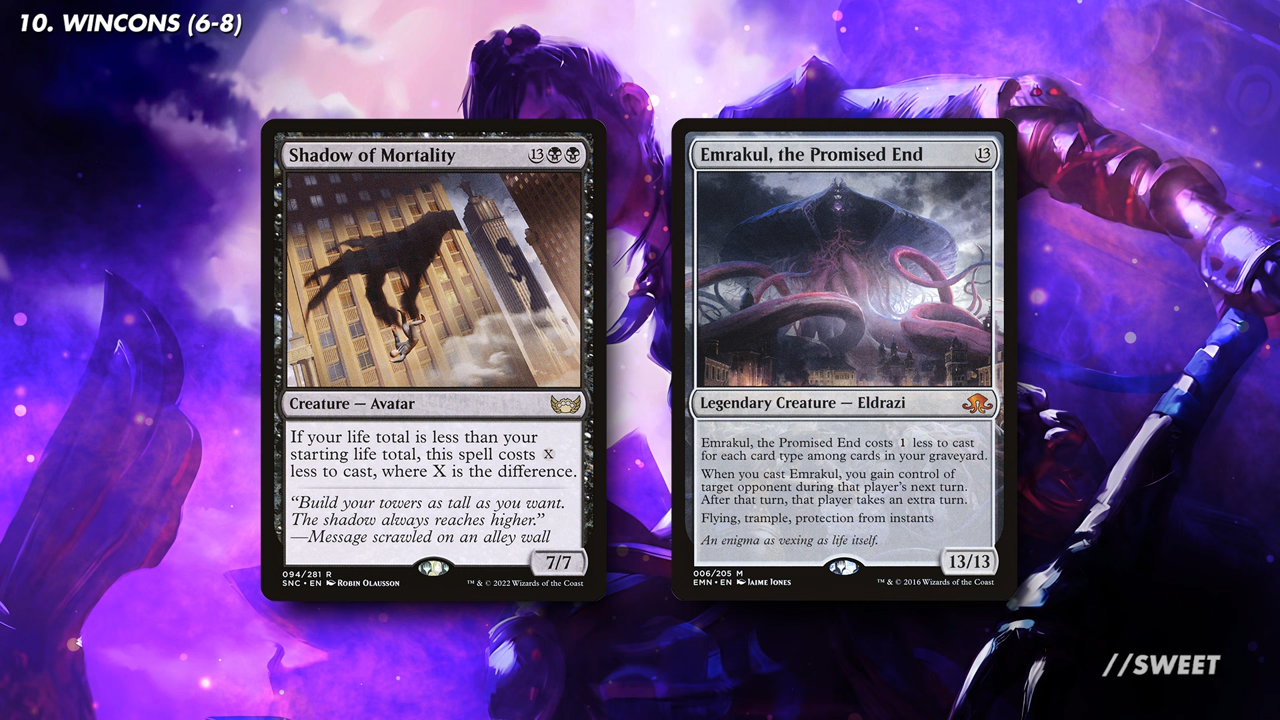 10. WINCONS (6-8)
Shadow of Mortality 13
Creature — Avatar
If your life total is less than your
starting life total, this spell costs X
less to cast, where X is the difference.
“Build your towers as tall as you want.
The shadow always reaches higher.”
—Message scrawled on an alley wall
7/7
094/281 R
SNC • EN Robin Olausson
™ & © 2022 Wizards of the Coast
Emrakul, the Promised End 13
Legendary Creature — Eldrazi
Emrakul, the Promised End costs 1 less to cast
for each card type among cards in your graveyard.
When you cast Emrakul, you gain control of
target opponent during that player's next turn.
After that turn, that player takes an extra turn.
Flying, trample, protection from instants
An enigma as vexing as life itself.
13/13
006/205 M
EMN • EN Jaime Jones
™ & © 2016 Wizards of the Coast
//SWEET